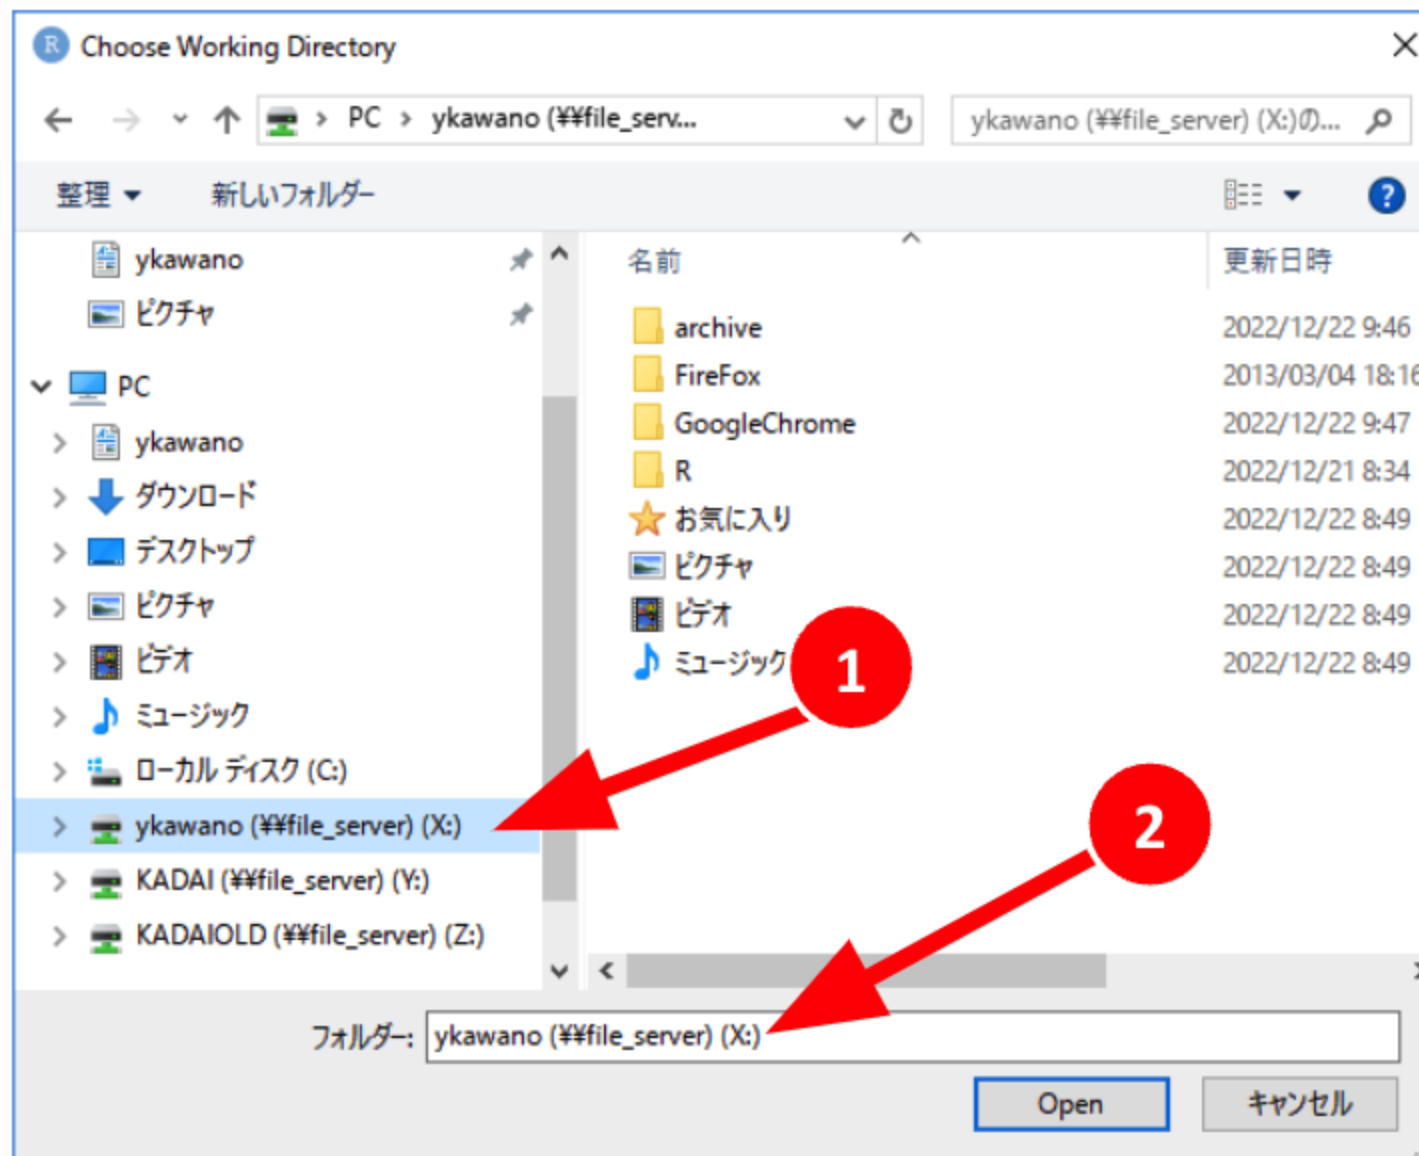 R Choose Working Directory
PC ykawano (¥¥file_serv...
ykawano (¥¥file_server) (X:)の...
整理 新しいフォルダー
?
ykawano
ピクチャ
PC
ykawano
ダウンロード
デスクトップ
ピクチャ
ビデオ
ミュージック
ローカル ディスク (C:)
ykawano (¥¥file_server) (X:)
KADAI (¥¥file_server) (Y:)
KADAIOLD (¥¥file_server) (Z:)
名前 更新日時
archive 2022/12/22 9:46
FireFox 2013/03/04 18:16
GoogleChrome 2022/12/22 9:47
R 2022/12/21 8:34
お気に入り 2022/12/22 8:49
ピクチャ 2022/12/22 8:49
ビデオ 2022/12/22 8:49
ミュージック 2022/12/22 8:49
1
2
フォルダー: ykawano (¥¥file_server) (X:)
Open キャンセル